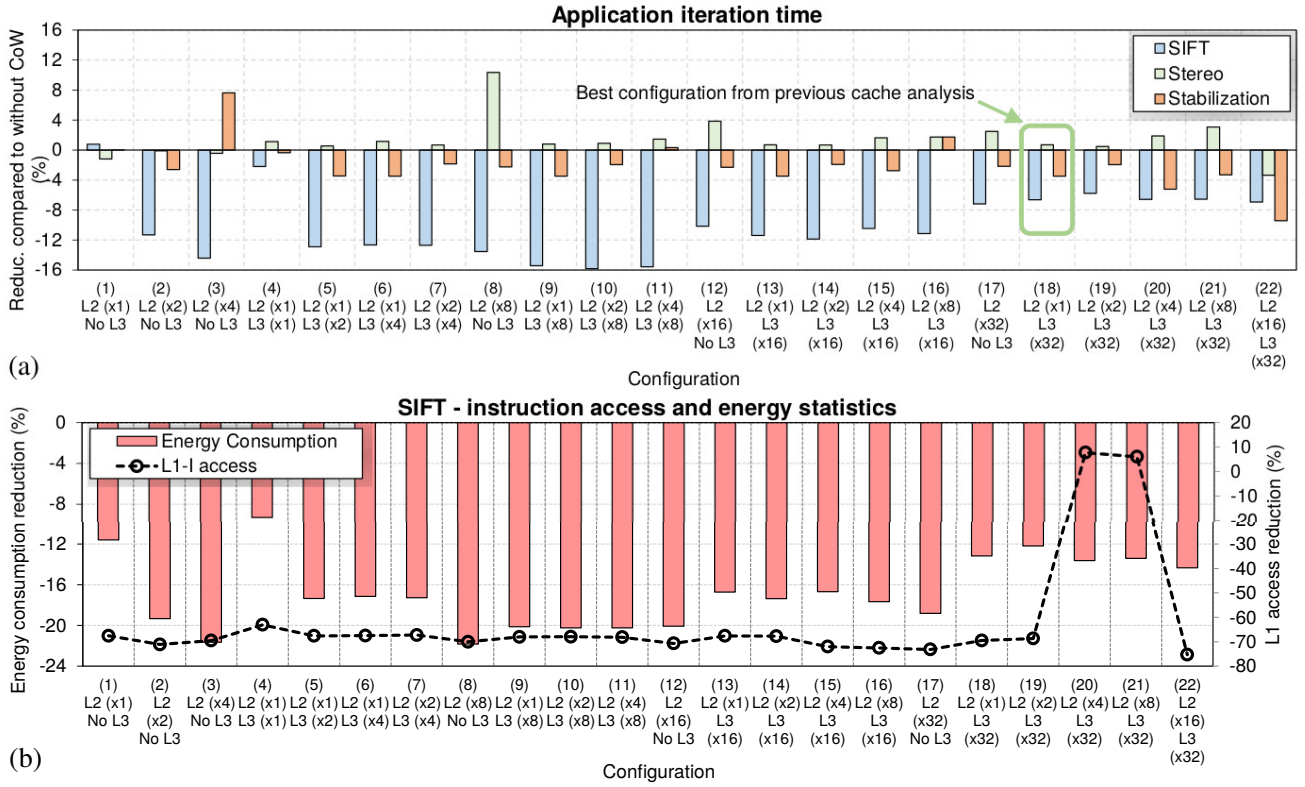 Application iteration time
Reduc. compared to without CoW
(%)
16
12
8
4
0
-4
-8
-12
-16
SIFT
Stereo
Stabilization
Best configuration from previous cache analysis
(1) (2) (3) (4) (5) (6) (7) (8) (9) (10) (11) (12) (13) (14) (15) (16) (17) (18) (19) (20) (21) (22)
L2 (x1) L2 (x2) L2 (x4) L2 (x1) L2 (x1) L2 (x1) L2 (x2) L2 (x8) L2 (x1) L2 (x2) L2 (x4) L2 L2 (x1) L2 (x2) L2 (x4) L2 (x8) L2 L2 (x1) L2 (x2) L2 (x4) L2 (x8) L2
No L3 No L3 No L3 L3 (x1) L3 (x2) L3 (x4) L3 (x4) No L3 L3 (x8) L3 (x8) L3 (x8) (x16) L3 L3 L3 L3 (x32) L3 L3 L3 L3 (x16)
No L3 (x16) (x16) (x16) (x16) No L3 (x32) (x32) (x32) (x32) L3
(x32)
(a)
Configuration
SIFT - instruction access and energy statistics
Energy consumption reduction (%)
0
-4
-8
-12
-16
-20
-24
Energy Consumption
L1-I access
20
10
0
-10
-20
-30
-40
-50
-60
-70
-80
L1 access reduction (%)
(1) (2) (3) (4) (5) (6) (7) (8) (9) (10) (11) (12) (13) (14) (15) (16) (17) (18) (19) (20) (21) (22)
L2 (x1) L2 L2 (x4) L2 (x1) L2 (x1) L2 (x1) L2 (x2) L2 (x8) L2 (x1) L2 (x2) L2 (x4) L2 L2 (x1) L2 (x2) L2 (x4) L2 (x8) L2 L2 (x1) L2 (x2) L2 (x4) L2 (x8) L2
No L3 (x2) No L3 L3 (x1) L3 (x2) L3 (x4) L3 (x4) No L3 L3 (x8) L3 (x8) L3 (x8) (x16) L3 L3 L3 L3 (x32) L3 L3 L3 L3 (x16)
No L3 No L3 (x16) (x16) (x16) (x16) No L3 (x32) (x32) (x32) (x32) L3
(x32)
(b)
Configuration